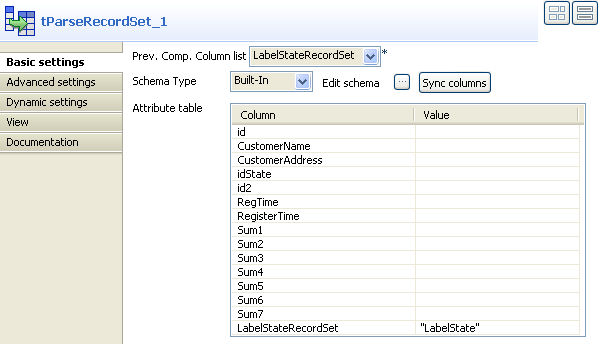 tParseRecordSet_1
Basic settings
Advanced settings
Dynamic settings
View
Documentation
Prev. Comp. Column list LabelStateRecordSet *
Schema Type Built-In Edit schema ... Sync columns
Attribute table
Column Value
id
CustomerName
CustomerAddress
idState
id2
RegTime
RegisterTime
Sum1
Sum2
Sum3
Sum4
Sum5
Sum6
Sum7
LabelStateRecordSet "LabelState"